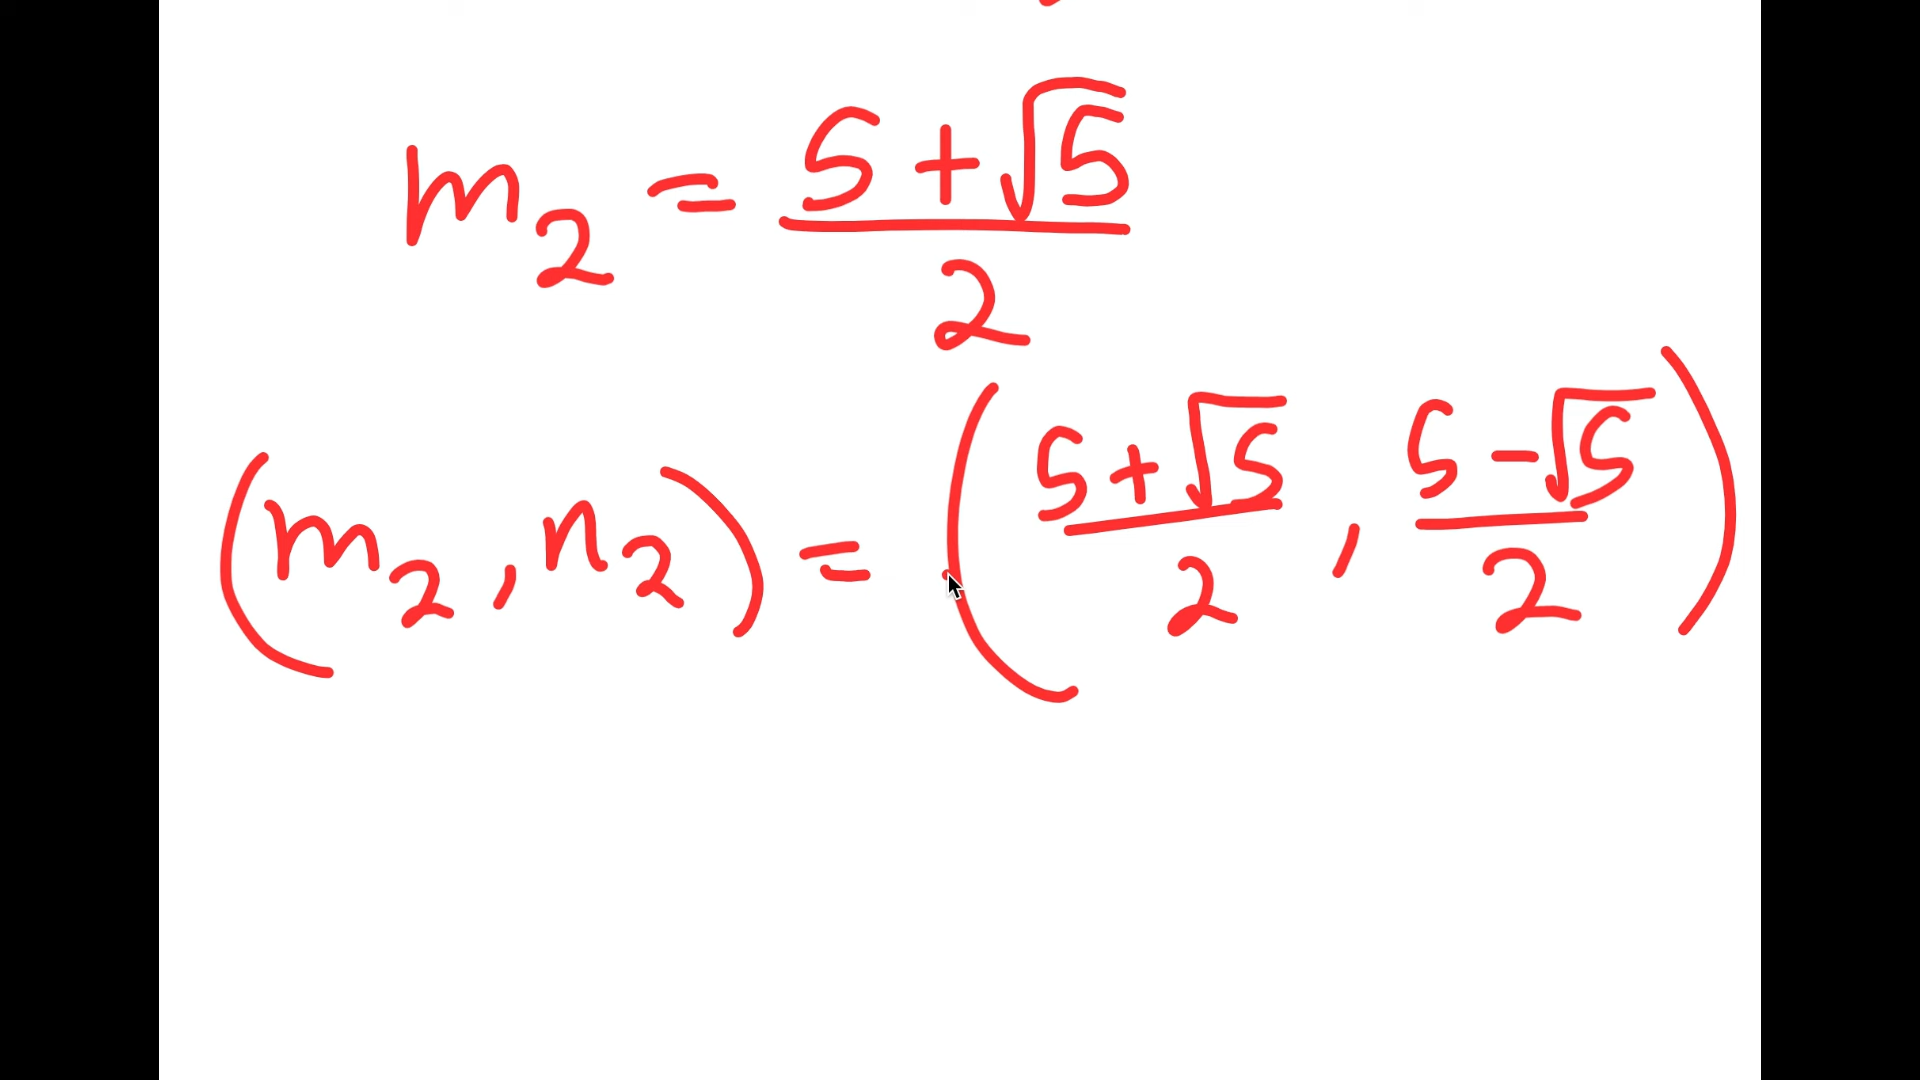 m₂ = (5+√5)/2
(m₂, n₂) = ((5+√5)/2, (5-√5)/2)